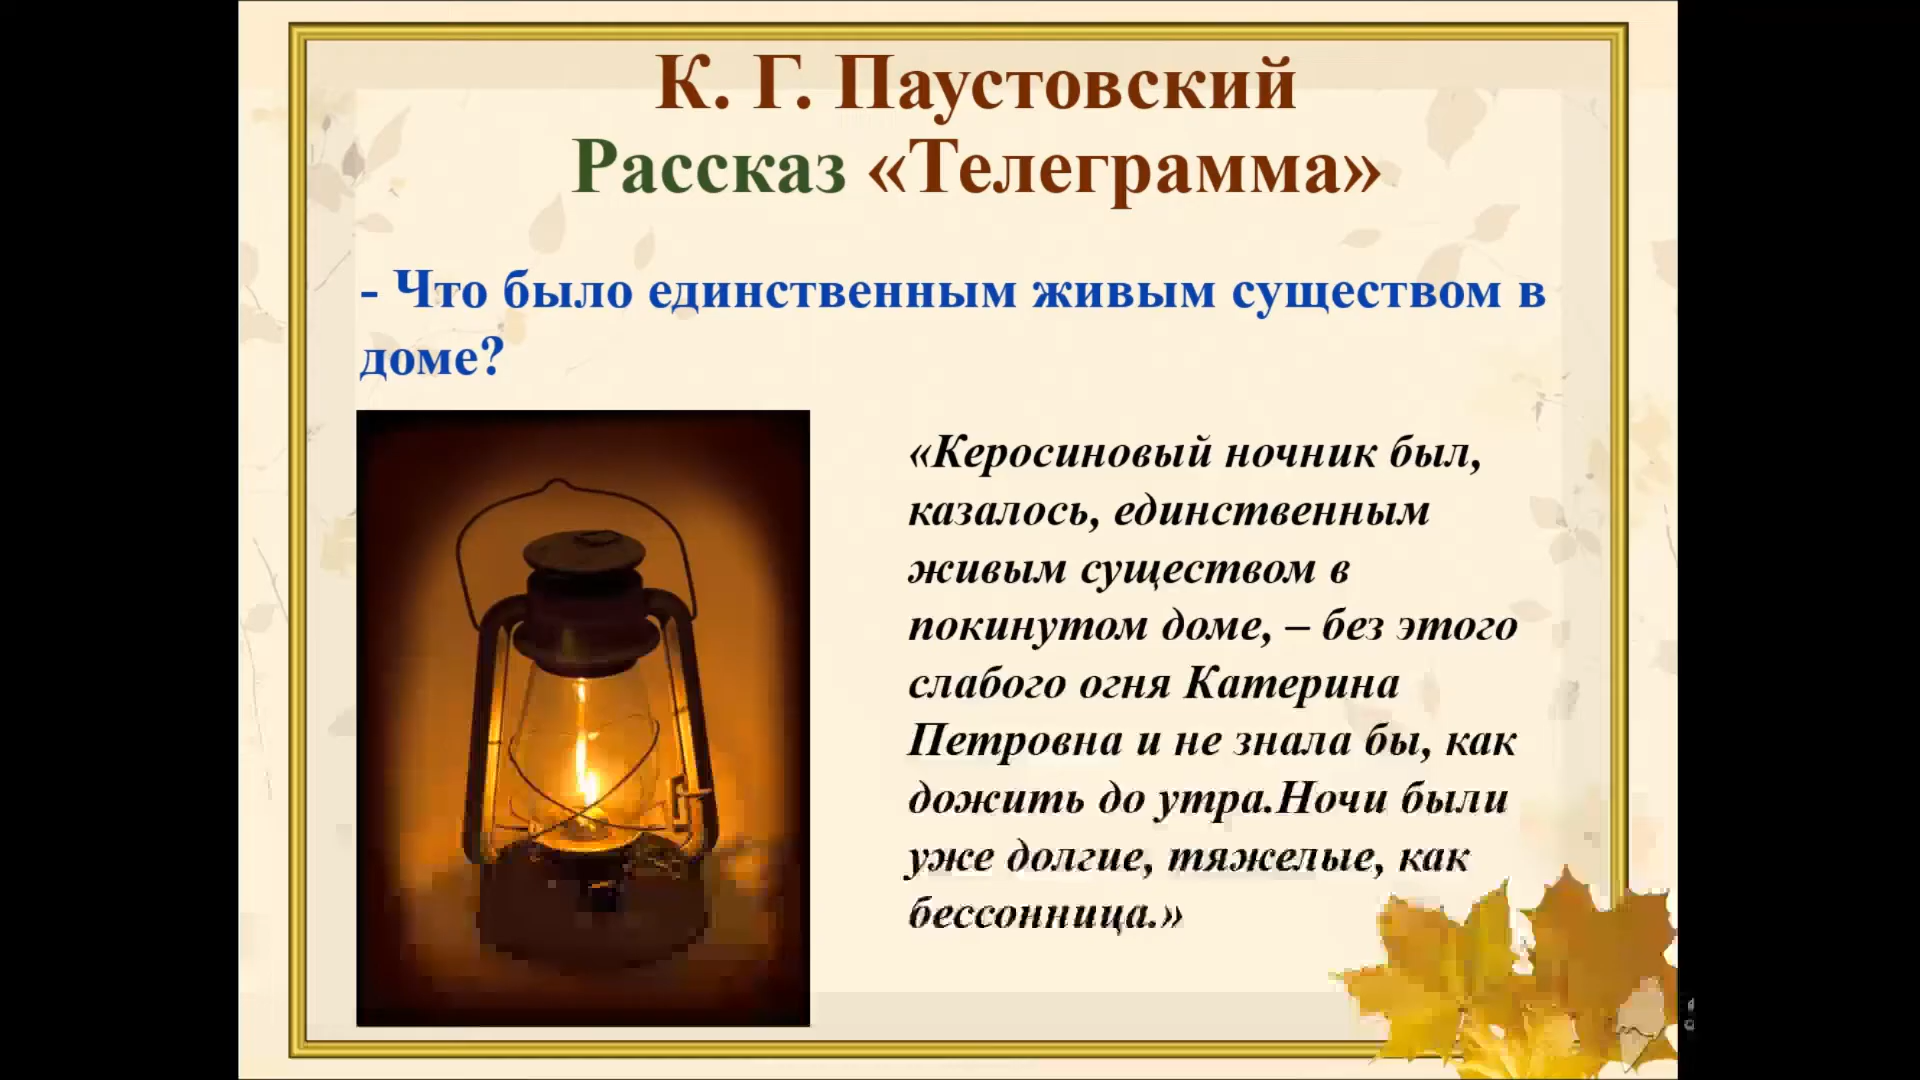 К. Г. Паустовский
Рассказ «Телеграмма»
- Что было единственным живым существом в
доме?
«Керосиновый ночник был,
казалось, единственным
живым существом в
покинутом доме, – без этого
слабого огня Катерина
Петровна и не знала бы, как
дожить до утра.Ночи были
уже долгие, тяжелые, как
бессонница.»